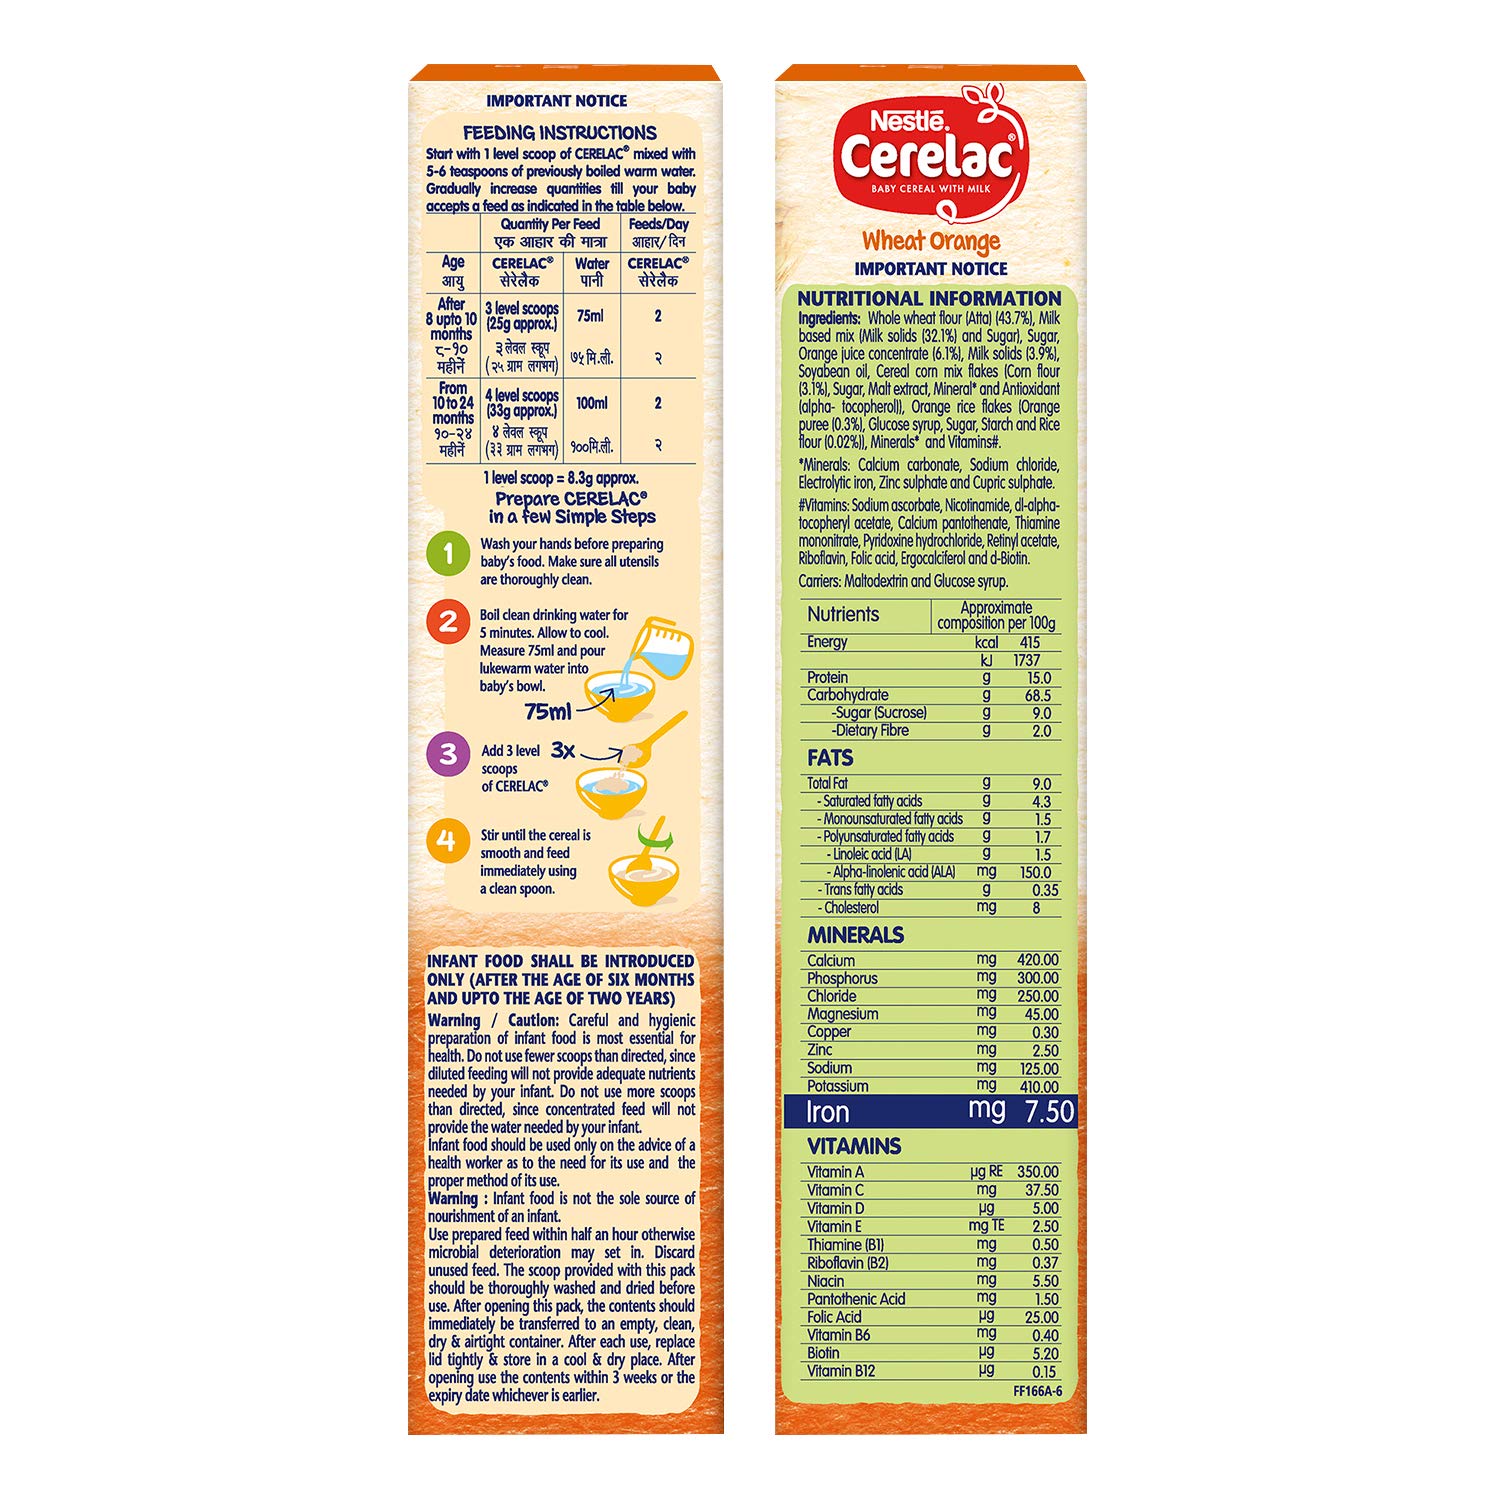 IMPORTANT NOTICE
FEEDING INSTRUCTIONS
Start with 1 level scoop of CERELAC® mixed with
5-6 teaspoons of previously boiled warm water.
Gradually increase quantities till your baby
accepts a feed as indicated in the table below.
Quantity Per Feed Feeds/Day
एक आहार की मात्रा आहार/दिन
Age CERELAC® Water CERELAC®
आयु सेरेलैक पानी सेरेलैक
After
8 upto 10
months
3 level scoops
(25g approx.)
75ml 2
८-१० महीनें
३ लेवल स्कूप
(२५ ग्राम लगभग)
७५ मि.ली. २
From
10 to 24
months
4 level scoops
(33g approx.)
100ml 2
१०-२४ महीनें
४ लेवल स्कूप
(३३ ग्राम लगभग)
१००मि.ली. २
1 level scoop = 8.3g approx.
Prepare CERELAC®
in a few Simple Steps
1
Wash your hands before preparing
baby's food. Make sure all utensils
are thoroughly clean.
2
Boil clean drinking water for
5 minutes. Allow to cool.
Measure 75ml and pour
lukewarm water into
baby's bowl.
75ml
3
Add 3 level 3x
scoops
of CERELAC®
4
Stir until the cereal is
smooth and feed
immediately using
a clean spoon.
INFANT FOOD SHALL BE INTRODUCED
ONLY (AFTER THE AGE OF SIX MONTHS
AND UPTO THE AGE OF TWO YEARS)
Warning / Caution: Careful and hygienic
preparation of infant food is most essential for
health. Do not use fewer scoops than directed, since
diluted feeding will not provide adequate nutrients
needed by your infant. Do not use more scoops
than directed, since concentrated feed will not
provide the water needed by your infant.
Infant food should be used only on the advice of a
health worker as to the need for its use and the
proper method of its use.
Warning : Infant food is not the sole source of
nourishment of an infant.
Use prepared feed within half an hour otherwise
microbial deterioration may set in. Discard
unused feed. The scoop provided with this pack
should be thoroughly washed and dried before
use. After opening this pack, the contents should
immediately be transferred to an empty, clean,
dry & airtight container. After each use, replace
lid tightly & store in a cool & dry place. After
opening use the contents within 3 weeks or the
expiry date whichever is earlier.
Nestlé.
Cerelac®
BABY CEREAL WITH MILK
Wheat Orange
IMPORTANT NOTICE
NUTRITIONAL INFORMATION
Ingredients: Whole wheat flour (Atta) (43.7%), Milk
based mix (Milk solids (32.1%) and Sugar), Sugar,
Orange juice concentrate (6.1%), Milk solids (3.9%),
Soyabean oil, Cereal corn mix flakes (Corn flour
(3.1%), Sugar, Malt extract, Mineral* and Antioxidant
(alpha- tocopherol)), Orange rice flakes (Orange
puree (0.3%), Glucose syrup, Sugar, Starch and Rice
flour (0.02%)), Minerals* and Vitamins#.
*Minerals: Calcium carbonate, Sodium chloride,
Electrolytic iron, Zinc sulphate and Cupric sulphate.
#Vitamins: Sodium ascorbate, Nicotinamide, dl-alpha-
tocopheryl acetate, Calcium pantothenate, Thiamine
mononitrate, Pyridoxine hydrochloride, Retinyl acetate,
Riboflavin, Folic acid, Ergocalciferol and d-Biotin.
Carriers: Maltodextrin and Glucose syrup.
Nutrients Approximate
composition per 100g
Energy kcal 415
kJ 1737
Protein g 15.0
Carbohydrate g 68.5
-Sugar (Sucrose) g 9.0
-Dietary Fibre g 2.0
FATS
Total Fat g 9.0
- Saturated fatty acids g 4.3
- Monounsaturated fatty acids g 1.5
- Polyunsaturated fatty acids g 1.7
- Linoleic acid (LA) g 1.5
- Alpha-linolenic acid (ALA) mg 150.0
- Trans fatty acids g 0.35
- Cholesterol mg 8
MINERALS
Calcium mg 420.00
Phosphorus mg 300.00
Chloride mg 250.00
Magnesium mg 45.00
Copper mg 0.30
Zinc mg 2.50
Sodium mg 125.00
Potassium mg 410.00
Iron mg 7.50
VITAMINS
Vitamin A µg RE 350.00
Vitamin C mg 37.50
Vitamin D µg 5.00
Vitamin E mg TE 2.50
Thiamine (B1) mg 0.50
Riboflavin (B2) mg 0.37
Niacin mg 5.50
Pantothenic Acid mg 1.50
Folic Acid µg 25.00
Vitamin B6 mg 0.40
Biotin µg 5.20
Vitamin B12 µg 0.15
FF166A-6